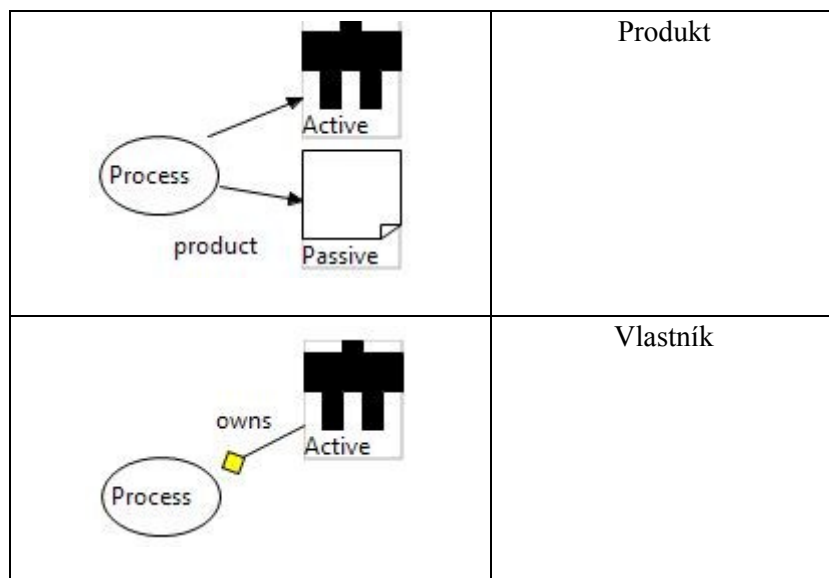 Produkt
Active
Process
product
Passive
Vlastník
owns
Active
Process